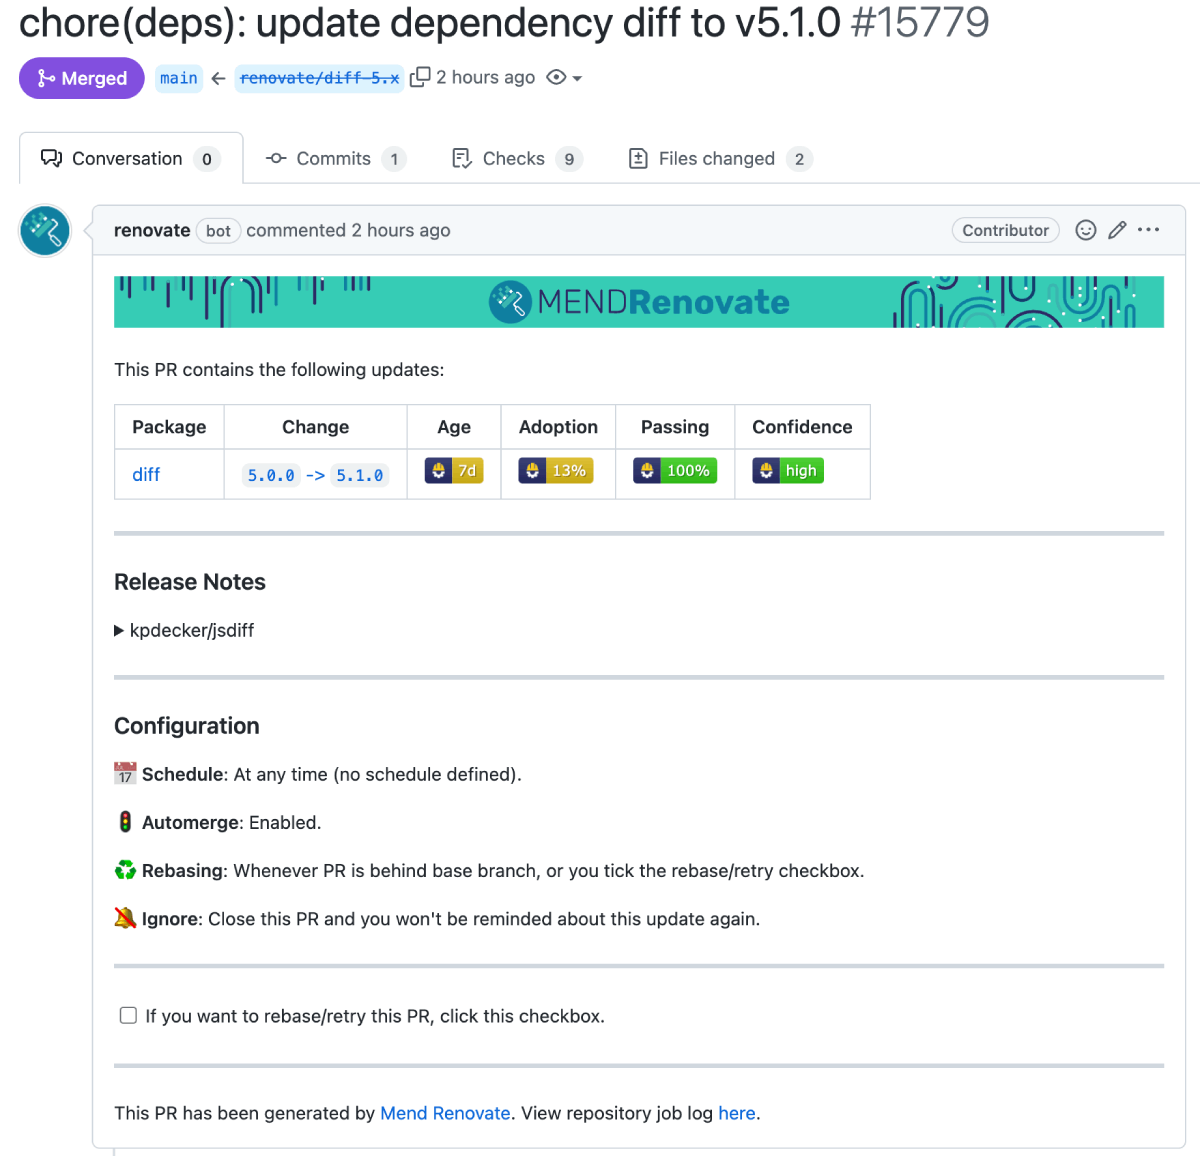 chore(deps): update dependency diff to v5.1.0 #15779
Merged main ← renovate/diff-5.x 2 hours ago
Conversation 0 Commits 1 Checks 9 Files changed 2
renovate bot commented 2 hours ago Contributor
MENDRenovate
This PR contains the following updates:
Package Change Age Adoption Passing Confidence
diff 5.0.0 -> 5.1.0 7d 13% 100% high
Release Notes
kpdecker/jsdiff
Configuration
17 Schedule: At any time (no schedule defined).
Automerge: Enabled.
Rebasing: Whenever PR is behind base branch, or you tick the rebase/retry checkbox.
Ignore: Close this PR and you won't be reminded about this update again.
If you want to rebase/retry this PR, click this checkbox.
This PR has been generated by Mend Renovate. View repository job log here.